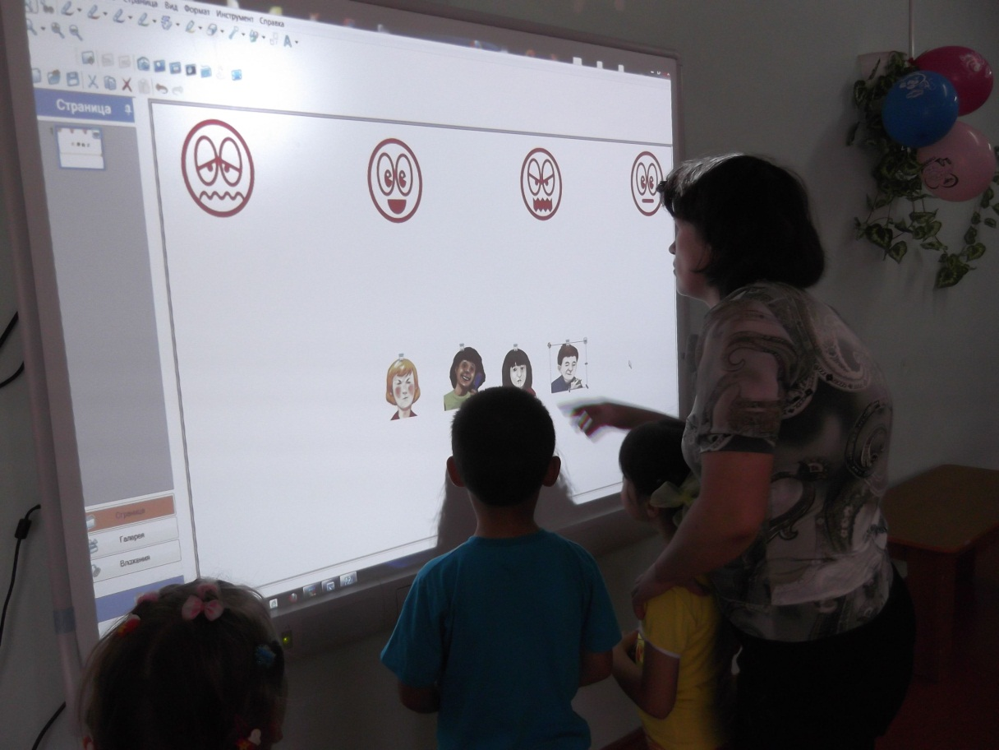 Страница Вид Формат Инструмент Справка
Страница
Страница
Галерея
Вложения